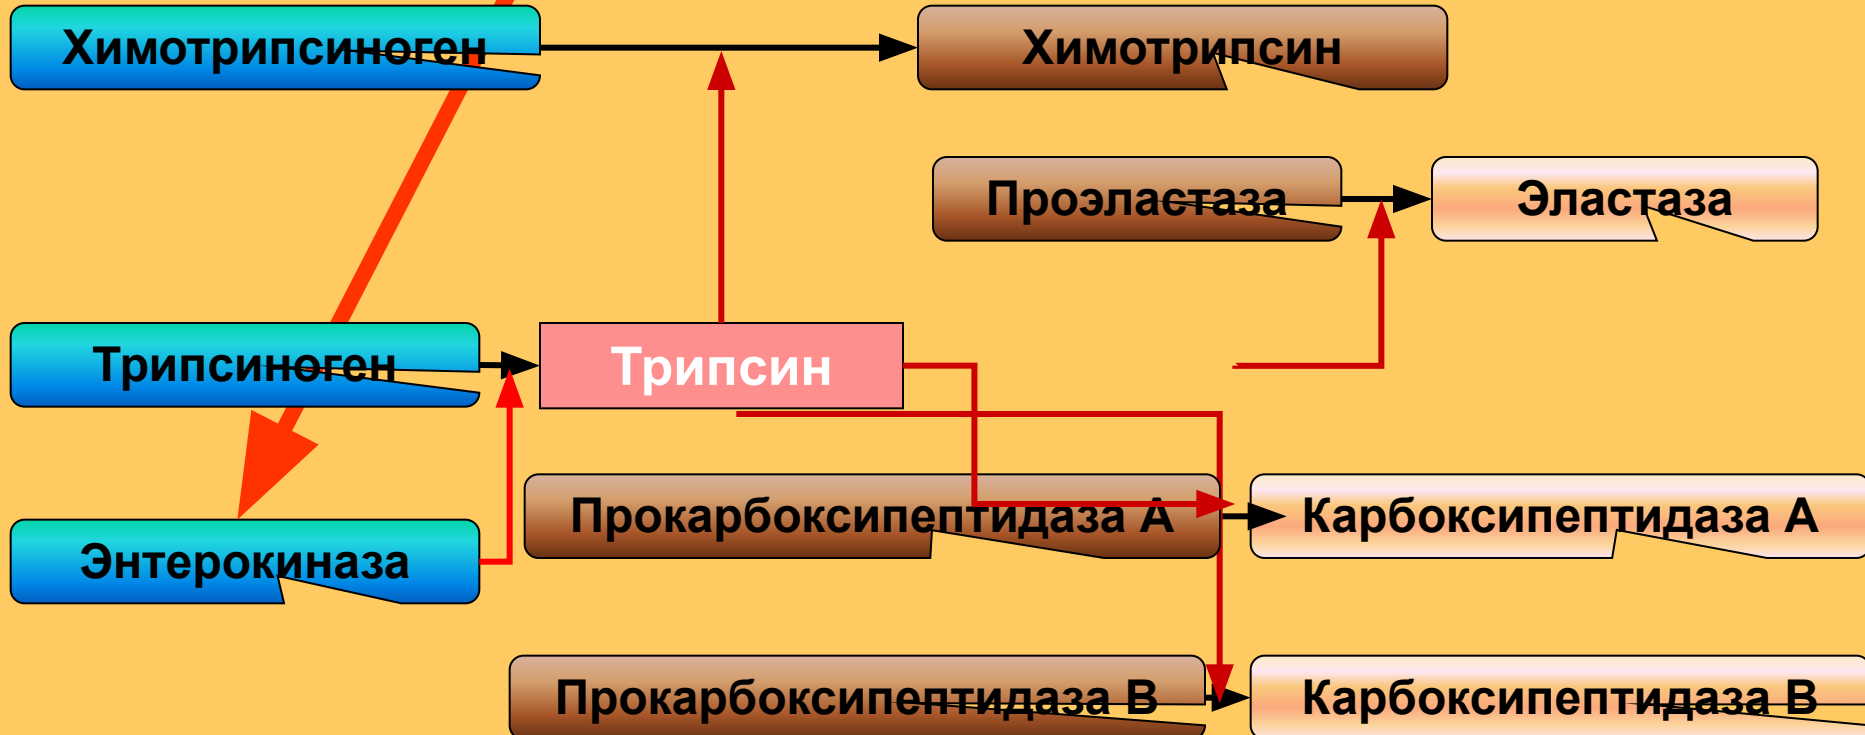 Химотрипсиноген
Химотрипсин
Проэластаза
Эластаза
Трипсиноген
Трипсин
Прокарбоксипептидаза А
Карбоксипептидаза А
Энтерокиназа
Прокарбоксипептидаза В
Карбоксипептидаза В